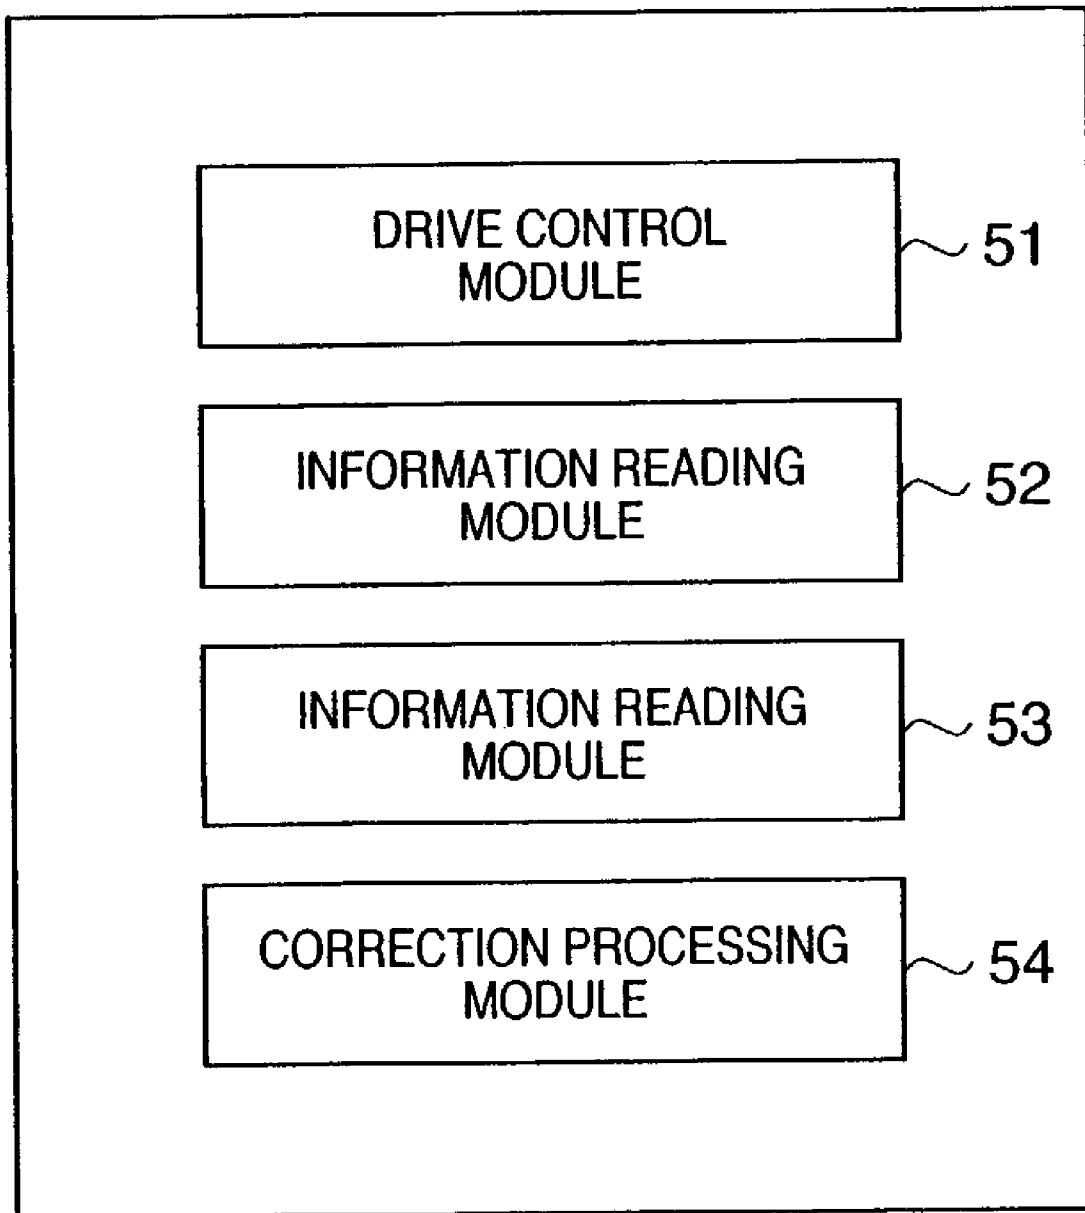 DRIVE CONTROL
MODULE
51
INFORMATION READING
MODULE
52
INFORMATION READING
MODULE
53
CORRECTION PROCESSING
MODULE
54